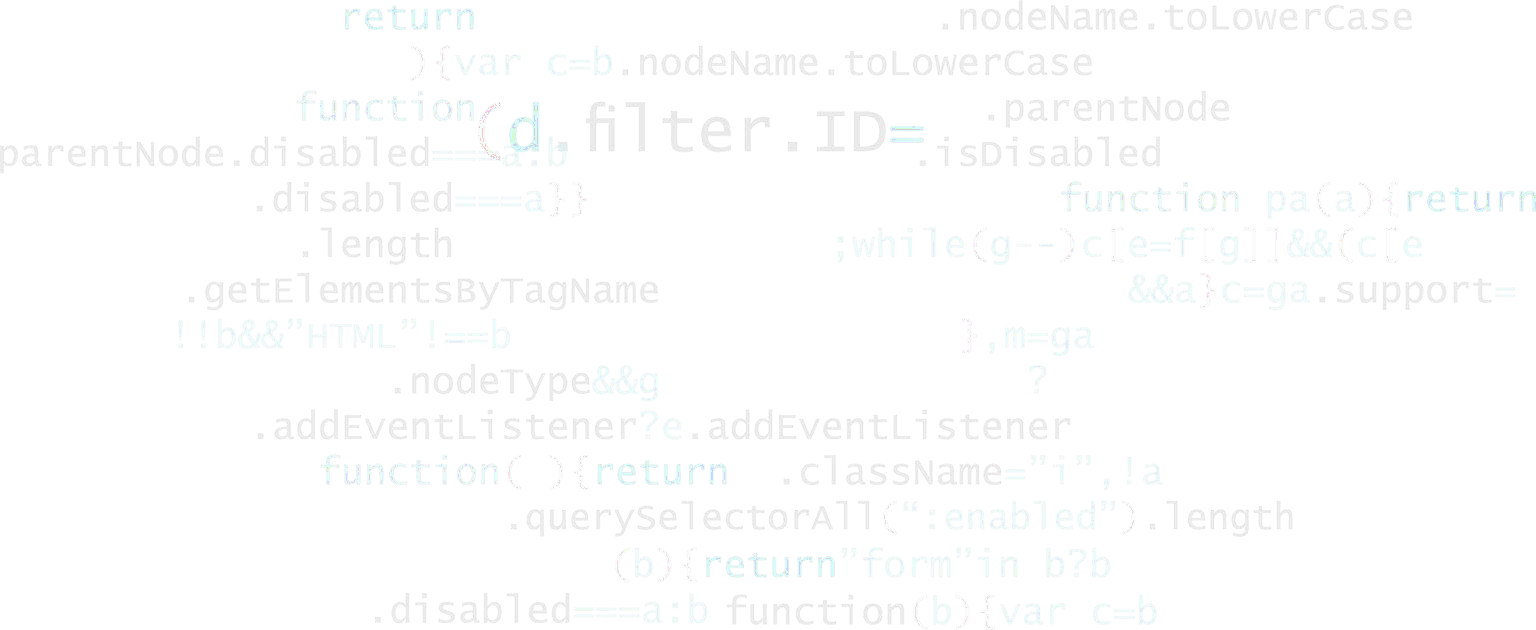 return .nodeName.toLowerCase
){var c=b.nodeName.toLowerCase
function .parentNode
(d.filter.ID=
parentNode.disabled===a:b .isDisabled
.disabled===a}} function pa(a){return
.length ;while(g--)c[e=f[g]]&&(c[e
.getElementsByTagName &&a}c=ga.support=
!!b&&”HTML”!==b },m=ga
.nodeType&&g ?
.addEventListener?e.addEventListener
function( ){return .className=”i”,!a
.querySelectorAll(“:enabled”).length
(b){return”form”in b?b
.disabled===a:b function(b){var c=b